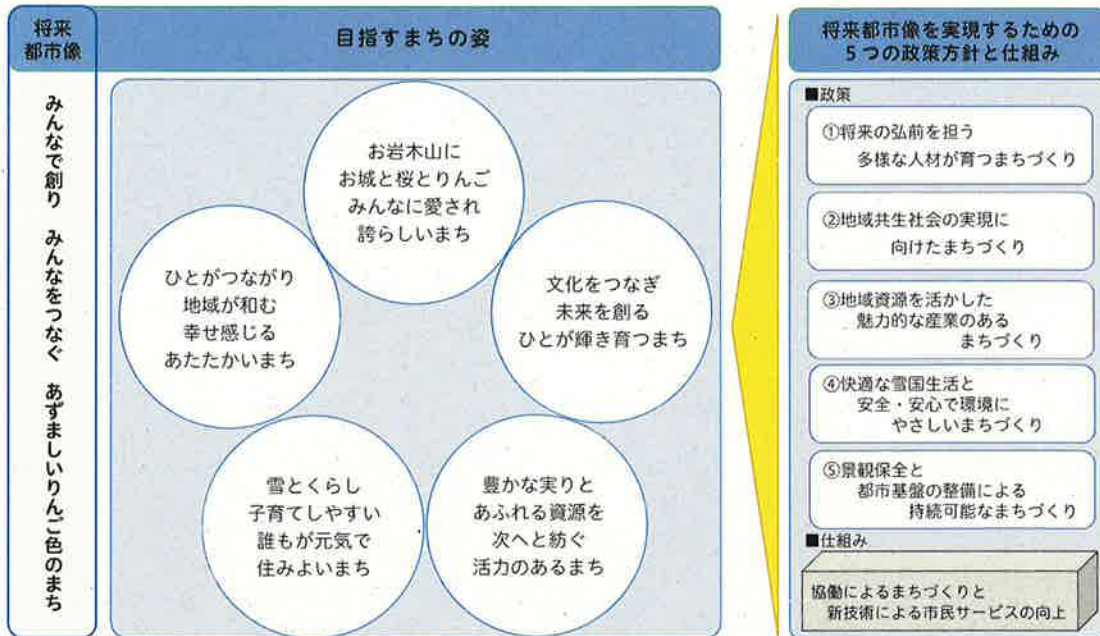 将来
都市像
みんなで創り　みんなをつなぐ　あずましいりんご色のまち
目指すまちの姿
お岩木山に
お城と桜とりんご
みんなに愛され
誇らしいまち
ひとがつながり
地域が和む
幸せ感じる
あたたかいまち
文化をつなぎ
未来を創る
ひとが輝き育つまち
雪とくらし
子育てしやすい
誰もが元気で
住みよいまち
豊かな実りと
あふれる資源を
次へと紡ぐ
活力のあるまち
将来都市像を実現するための
５つの政策方針と仕組み
■政策
①将来の弘前を担う
多様な人材が育つまちづくり
②地域共生社会の実現に
向けたまちづくり
③地域資源を活かした
魅力的な産業のある
まちづくり
④快適な雪国生活と
安全・安心で環境に
やさしいまちづくり
⑤景観保全と
都市基盤の整備による
持続可能なまちづくり
■仕組み
協働によるまちづくりと
新技術による市民サービスの向上